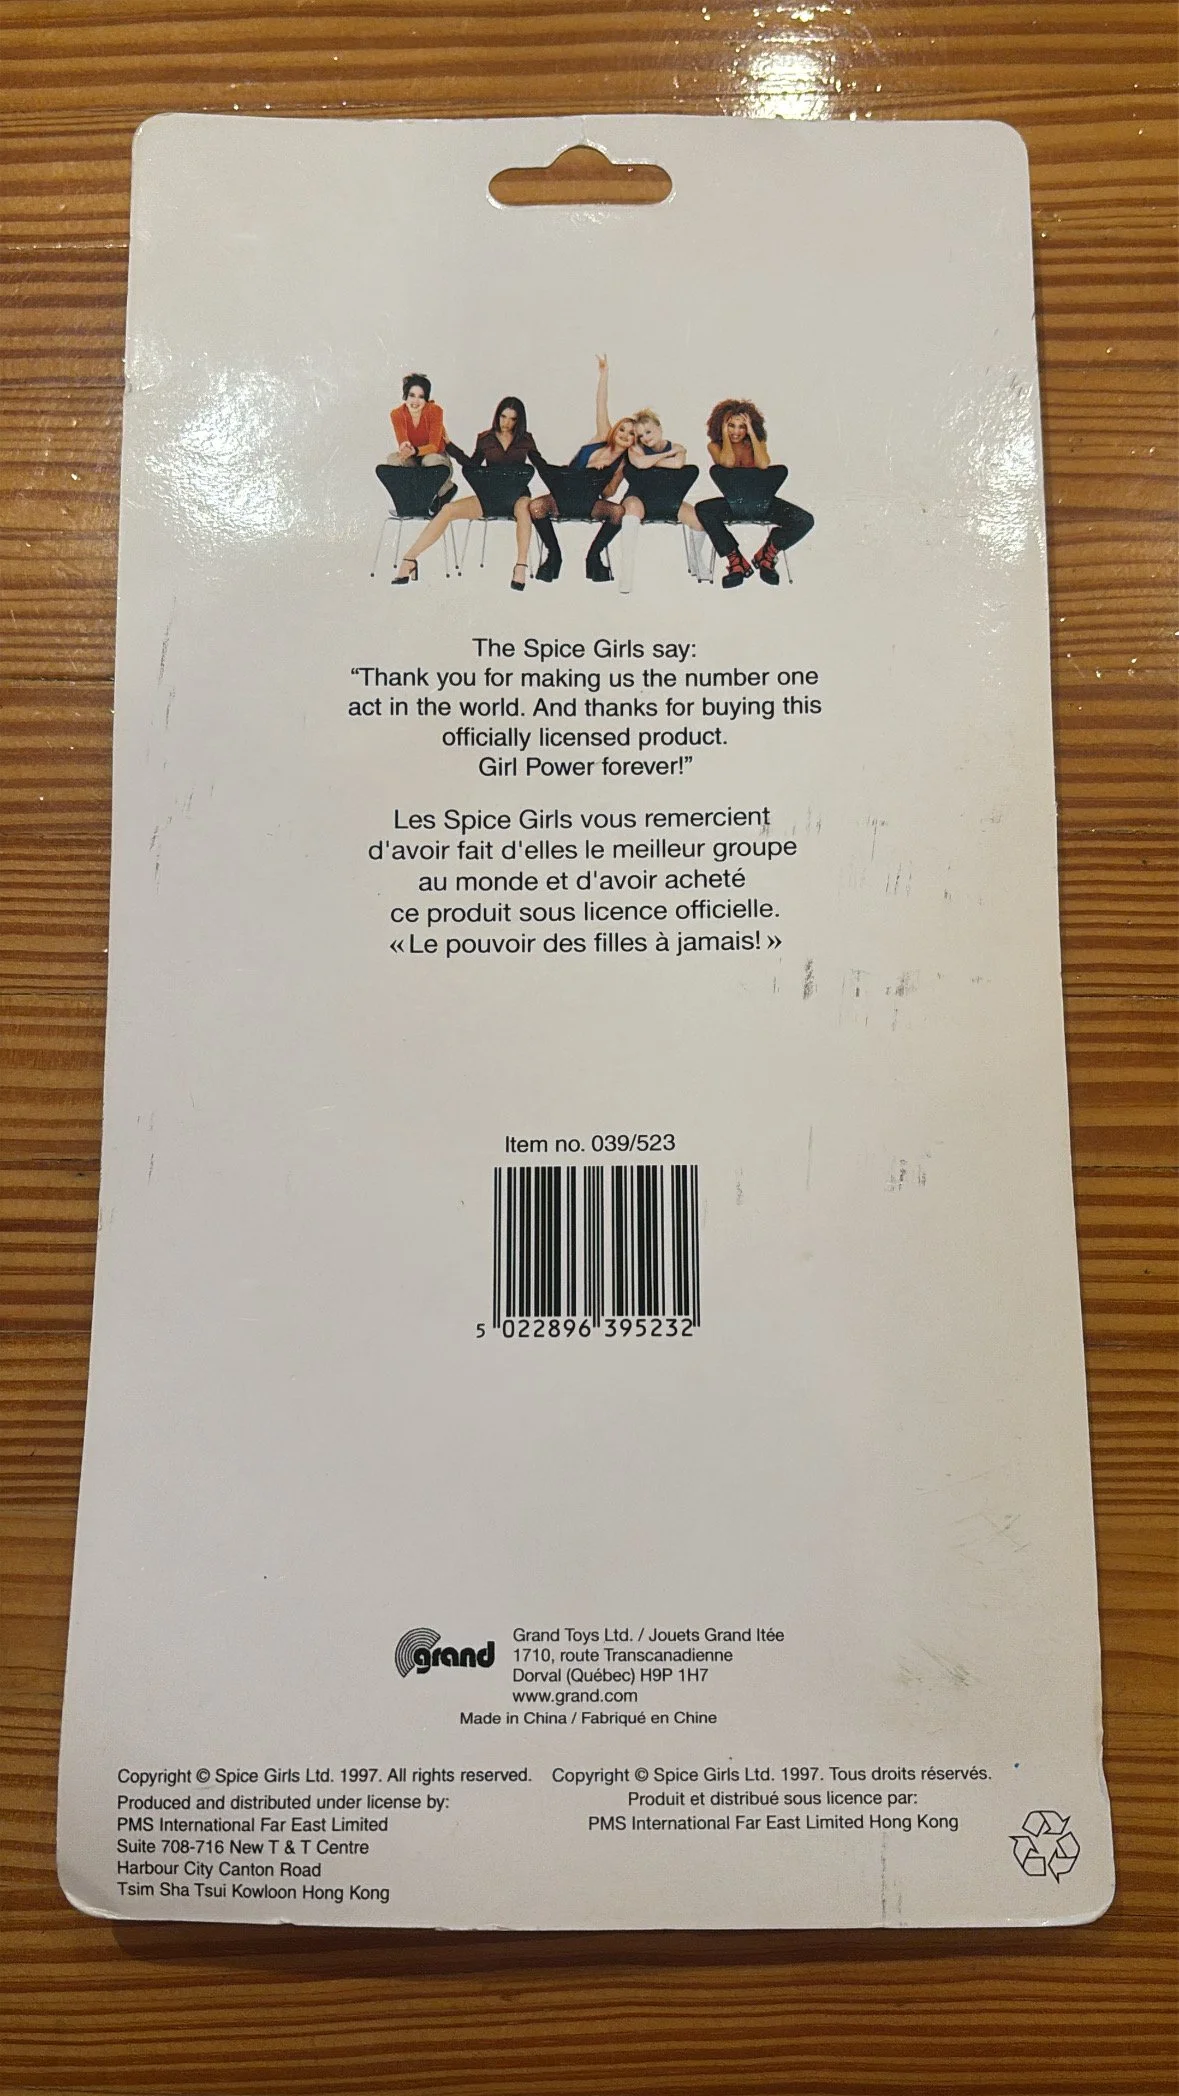 The Spice Girls say:
“Thank you for making us the number one
act in the world. And thanks for buying this
officially licensed product.
Girl Power forever!”
Les Spice Girls vous remercient
d'avoir fait d'elles le meilleur groupe
au monde et d'avoir acheté
ce produit sous licence officielle.
« Le pouvoir des filles à jamais! »
Item no. 039/523
5 022896 395232
grand
Grand Toys Ltd. / Jouets Grand ltée
1710, route Transcanadienne
Dorval (Québec) H9P 1H7
www.grand.com
Made in China / Fabriqué en Chine
Copyright © Spice Girls Ltd. 1997. All rights reserved.
Produced and distributed under license by:
PMS International Far East Limited
Suite 708-716 New T & T Centre
Harbour City Canton Road
Tsim Sha Tsui Kowloon Hong Kong
Copyright © Spice Girls Ltd. 1997. Tous droits réservés.
Produit et distribué sous licence par:
PMS International Far East Limited Hong Kong